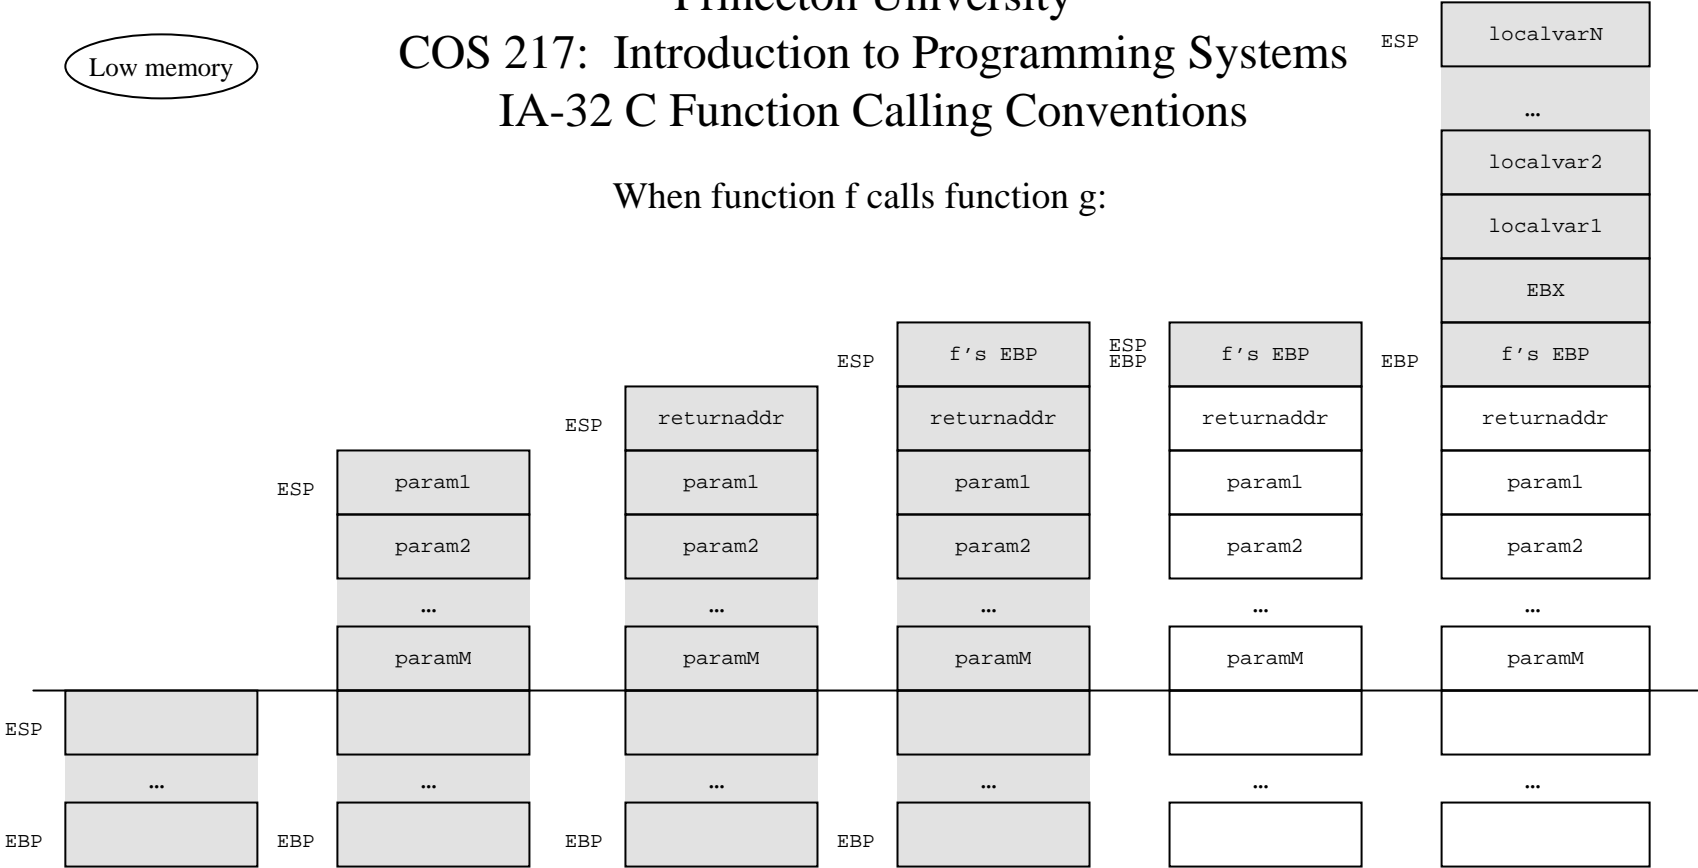 Princeton University
COS 217: Introduction to Programming Systems
IA-32 C Function Calling Conventions
When function f calls function g:
Low memory
ESP
...
EBP
ESP
param1
param2
...
paramM
...
EBP
ESP
returnaddr
param1
param2
...
paramM
...
EBP
ESP
f's EBP
returnaddr
param1
param2
...
paramM
...
EBP
ESP
EBP
f's EBP
returnaddr
param1
param2
...
paramM
...
ESP
localvarN
...
localvar2
localvar1
EBX
EBP
f's EBP
returnaddr
param1
param2
...
paramM
...